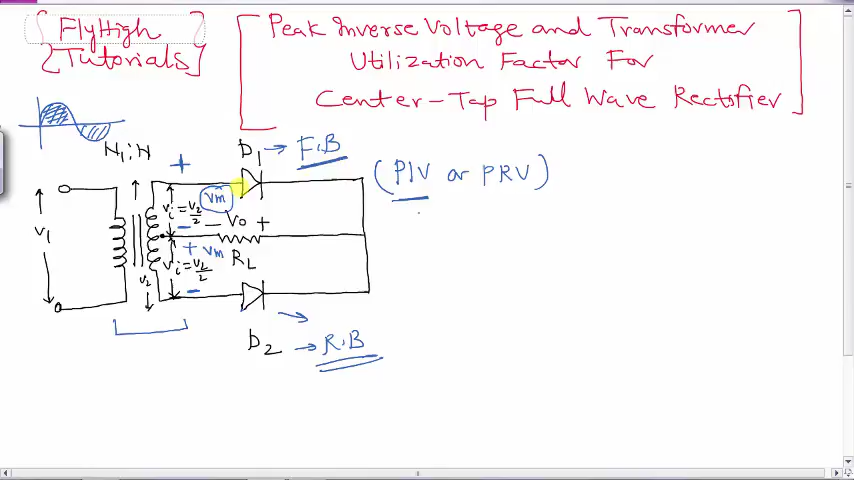 FlyHigh
Tutorials
Peak Inverse Voltage and Transformer
Utilization Factor For
Center-Tap Full Wave Rectifier
N1:N
D1 → F.B
(PIV or PRV)
+
Vm
Vi=V2/2
- Vo +
V1
- 
+ Vm
RL
Vi=V2/2
V2
-
D2 → R.B